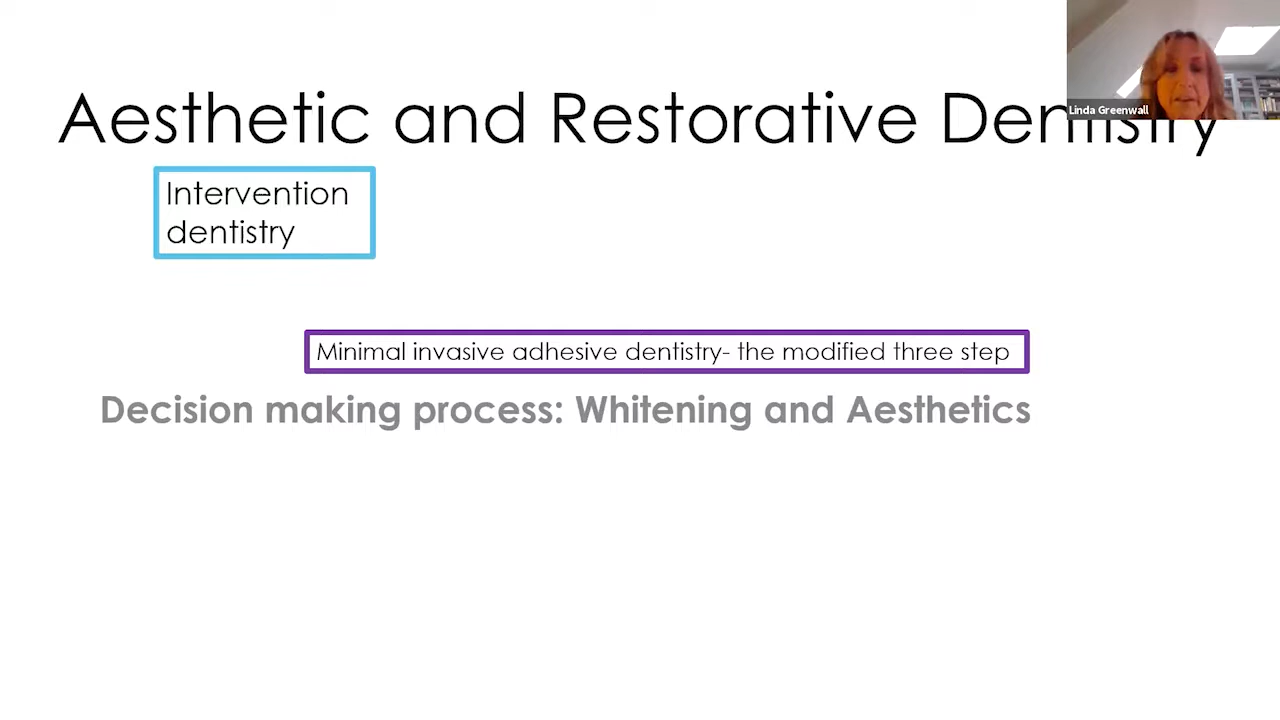 Aesthetic and Restorative Dentistry
Linda Greenwall
Intervention
dentistry
Minimal invasive adhesive dentistry- the modified three step
Decision making process: Whitening and Aesthetics